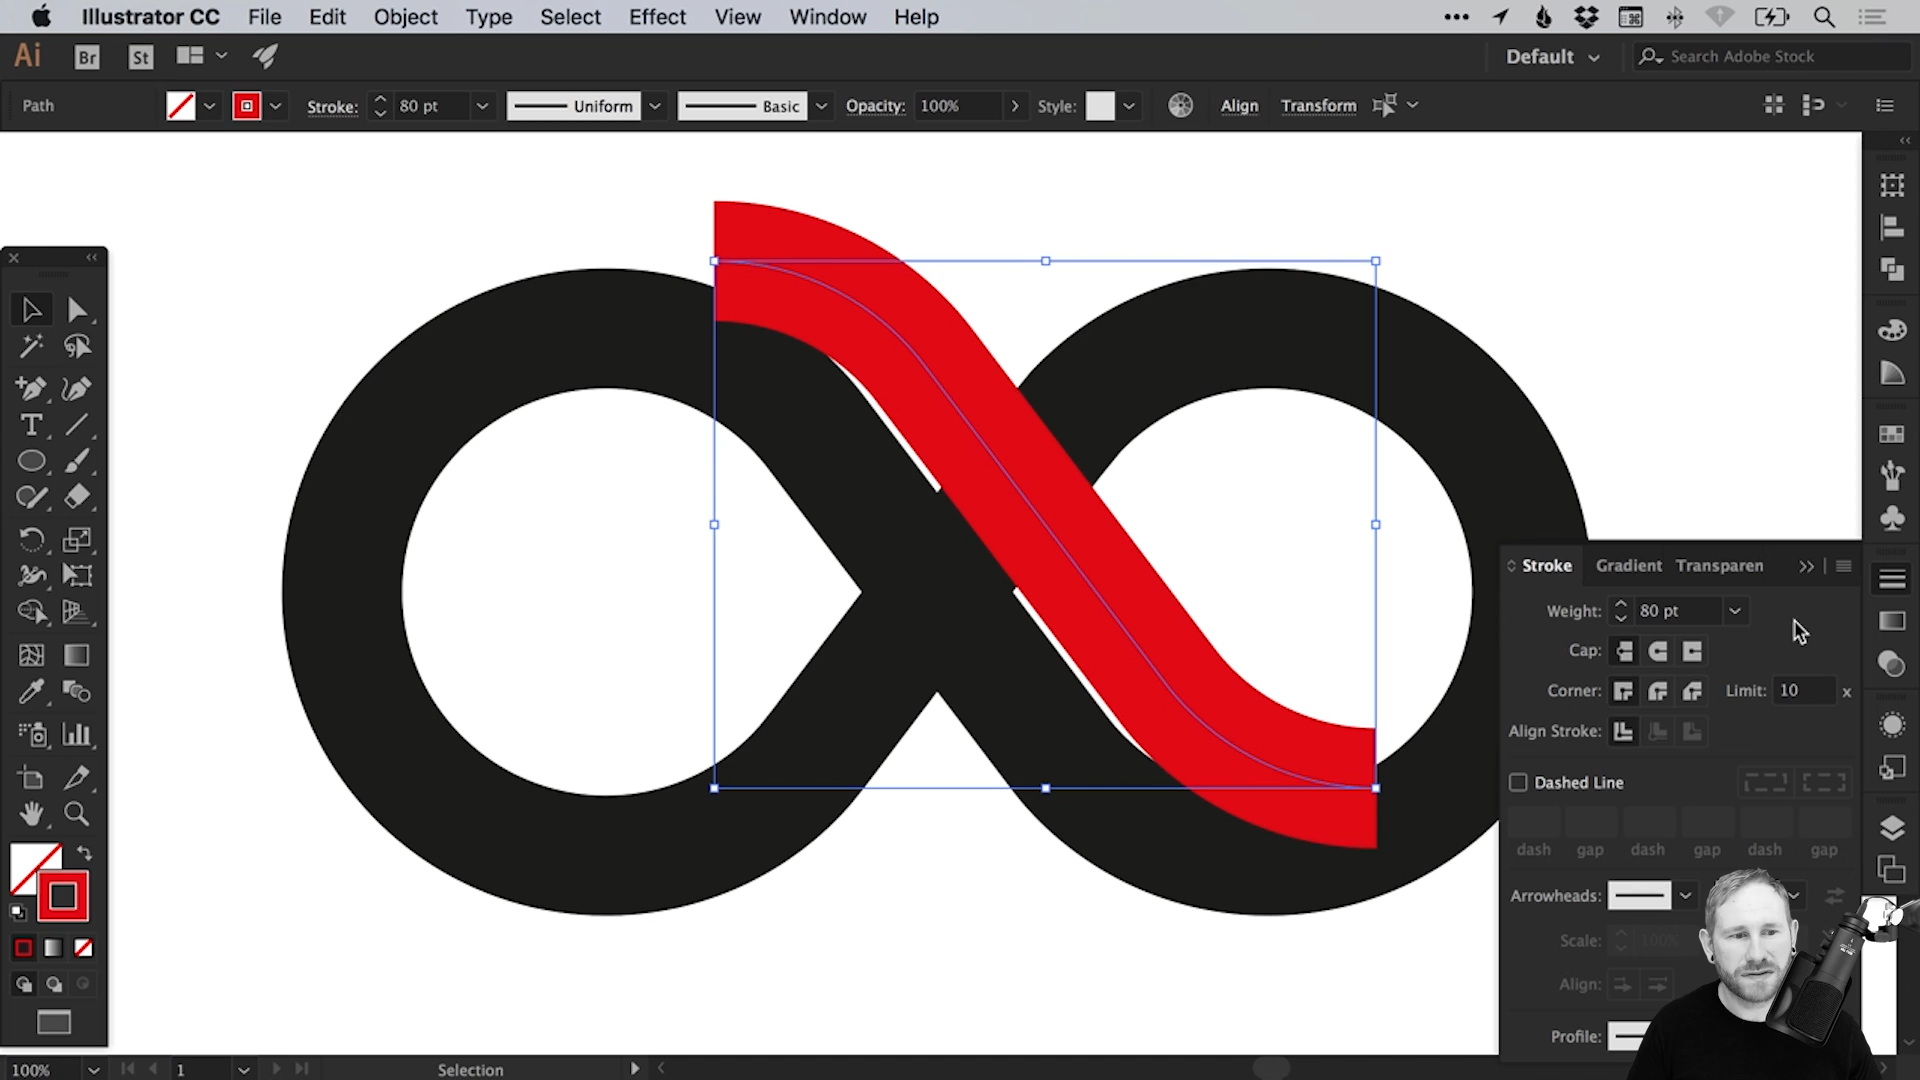 Illustrator CC File Edit Object Type Select Effect View Window Help
Ai Br St Default Search Adobe Stock
Path Stroke: 80 pt Uniform Basic Opacity: 100% Style: Align Transform
Stroke Gradient Transparen
Weight: 80 pt
Cap:
Corner: Limit: 10 x
Align Stroke:
Dashed Line
dash gap dash gap dash gap
Arrowheads:
Scale: 100%
Align:
Profile:
100% 1 Selection